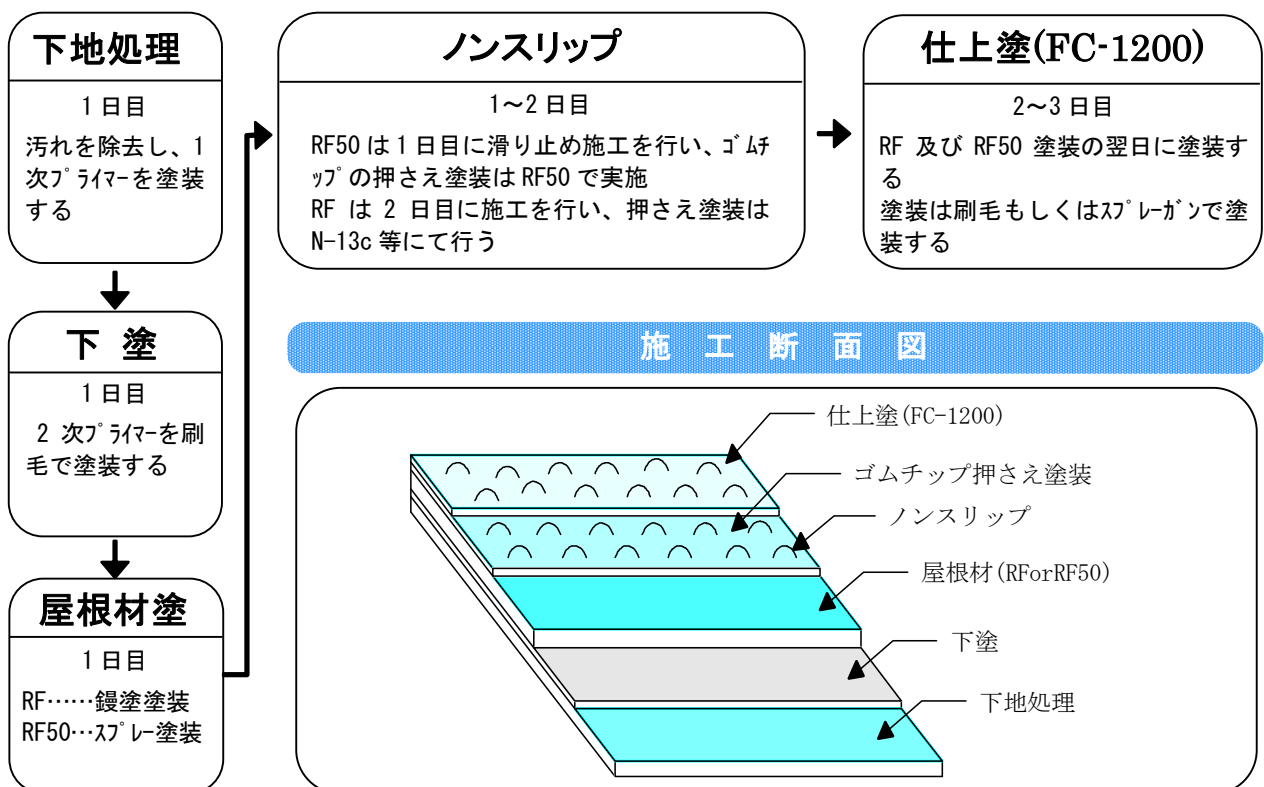 下地処理
1日目
汚れを除去し、1
次ﾌﾟﾗｲﾏｰを塗装
する
下 塗
1日目
2 次ﾌﾟﾗｲﾏｰを刷
毛で塗装する
屋根材塗
1日目
RF……鏝塗塗装
RF50…ｽﾌﾟﾚｰ塗装
ノンスリップ
1～2日目
RF50は1日目に滑り止め施工を行い、ｺﾞﾑﾁ
ｯﾌﾟの押さえ塗装はRF50で実施
RF は 2 日目に施工を行い、押さえ塗装は
N-13c 等にて行う
仕上塗(FC-1200)
2～3日目
RF 及び RF50 塗装の翌日に塗装す
る
塗装は刷毛もしくはｽﾌﾟﾚｰｶﾞﾝで塗
装する
施 工 断 面 図
仕上塗(FC-1200)
ゴムチップ押さえ塗装
ノンスリップ
屋根材(RForRF50)
下塗
下地処理